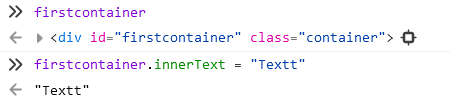 firstcontainer
<div id="firstcontainer" class="container">
firstcontainer.innerText = "Textt"
"Textt"